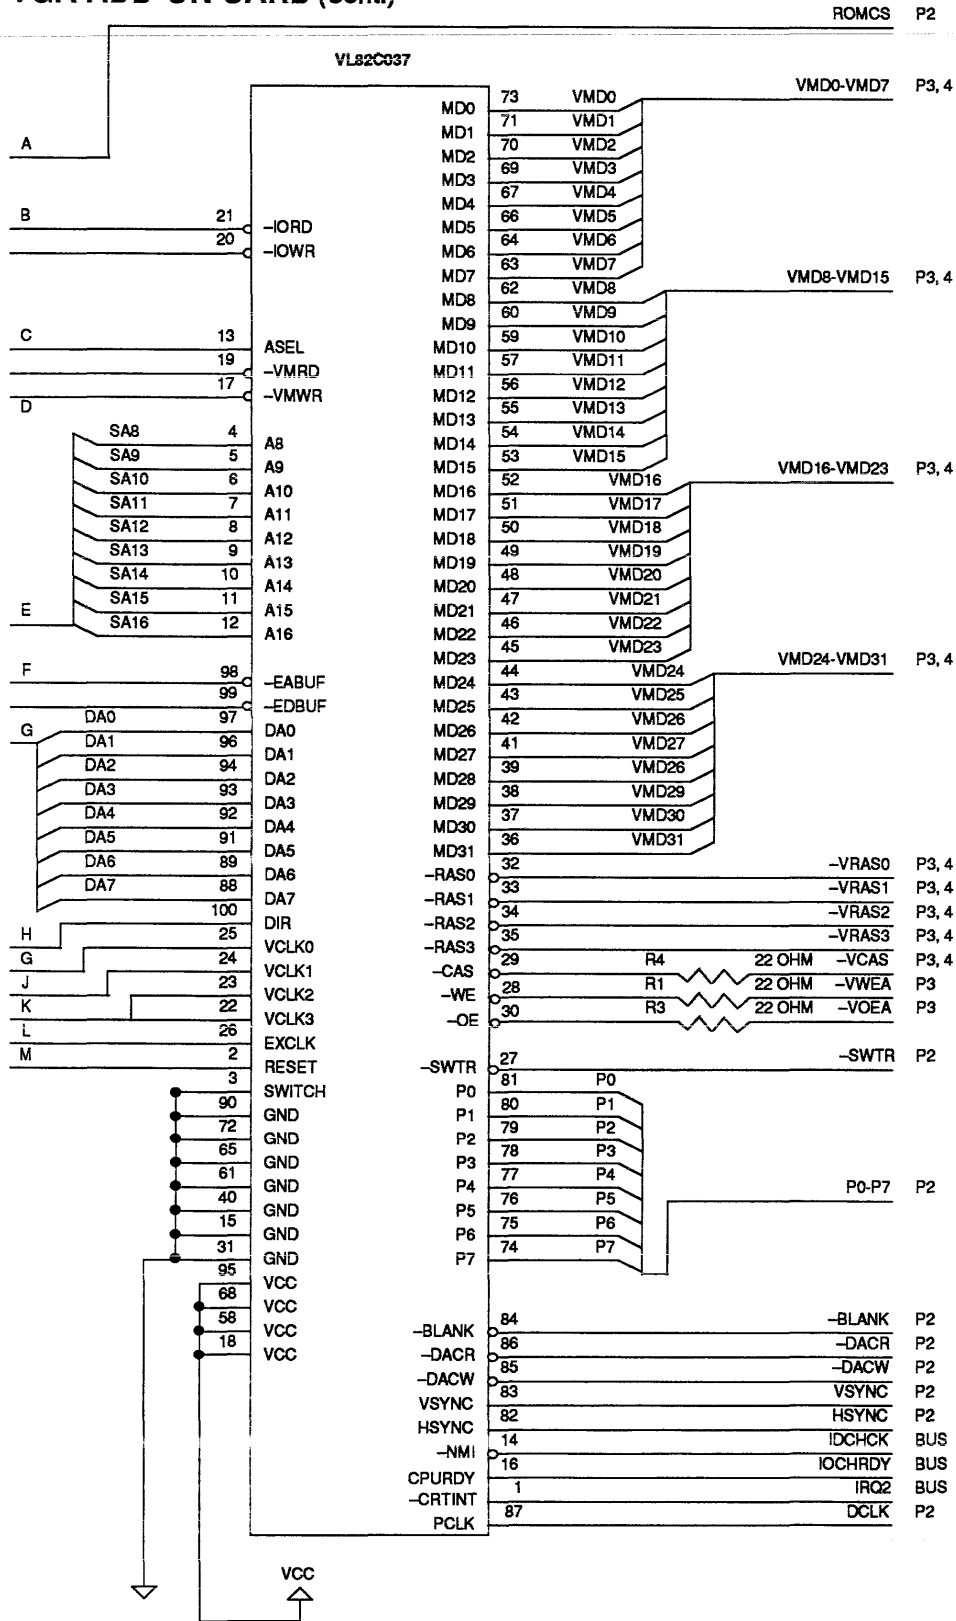 VGA ADD-ON CARD (Cont.)
ROMCS P2
VL82C037
VMD0-VMD7 P3, 4
A
B
C
D
E
F
G
H
G
J
K
L
M
21 -IORD
20 -IOWR
13 ASEL
19 -VMRD
17 -VMWR
SA8 4 A8
SA9 5 A9
SA10 6 A10
SA11 7 A11
SA12 8 A12
SA13 9 A13
SA14 10 A14
SA15 11 A15
SA16 12 A16
98 -EABUF
99 -EDBUF
DA0 97 DA0
DA1 96 DA1
DA2 94 DA2
DA3 93 DA3
DA4 92 DA4
DA5 91 DA5
DA6 89 DA6
DA7 88 DA7
100 DIR
25 VCLK0
24 VCLK1
23 VCLK2
22 VCLK3
26 EXCLK
2 RESET
3 SWITCH
90 GND
72 GND
65 GND
61 GND
40 GND
15 GND
31 GND
95 VCC
68 VCC
58 VCC
18 VCC
MD0 73 VMD0
MD1 71 VMD1
MD2 70 VMD2
MD3 69 VMD3
MD4 67 VMD4
MD5 66 VMD5
MD6 64 VMD6
MD7 63 VMD7
MD8 62 VMD8 VMD8-VMD15 P3, 4
MD9 60 VMD9
MD10 59 VMD10
MD11 57 VMD11
MD12 56 VMD12
MD13 55 VMD13
MD14 54 VMD14
MD15 53 VMD15
MD16 52 VMD16 VMD16-VMD23 P3, 4
MD17 51 VMD17
MD18 50 VMD18
MD19 49 VMD19
MD20 48 VMD20
MD21 47 VMD21
MD22 46 VMD22
MD23 45 VMD23
MD24 44 VMD24 VMD24-VMD31 P3, 4
MD25 43 VMD25
MD26 42 VMD26
MD27 41 VMD27
MD28 39 VMD26
MD29 38 VMD29
MD30 37 VMD30
MD31 36 VMD31
-RAS0 32 -VRAS0 P3, 4
-RAS1 33 -VRAS1 P3, 4
-RAS2 34 -VRAS2 P3, 4
-RAS3 35 -VRAS3 P3, 4
-CAS 29 R4 22 OHM -VCAS P3, 4
-WE 28 R1 22 OHM -VWEA P3
-OE 30 R3 22 OHM -VOEA P3
-SWTR 27 -SWTR P2
P0 81 P0
P1 80 P1
P2 79 P2
P3 78 P3
P4 77 P4
P5 76 P5 P0-P7 P2
P6 75 P6
P7 74 P7
-BLANK 84 -BLANK P2
-DACR 86 -DACR P2
-DACW 85 -DACW P2
VSYNC 83 VSYNC P2
HSYNC 82 HSYNC P2
-NMI 14 IDCHCK BUS
CPURDY 16 IOCHRDY BUS
-CRTINT 1 IRQ2 BUS
PCLK 87 DCLK P2
VCC